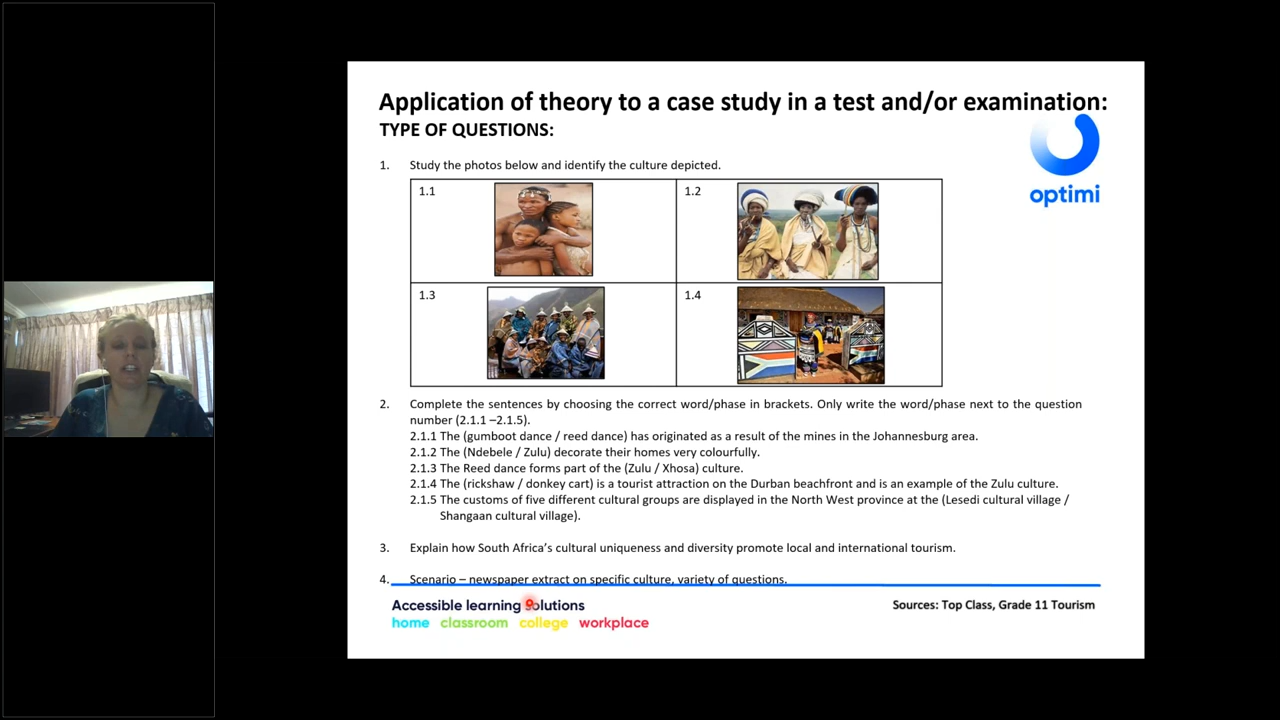 Application of theory to a case study in a test and/or examination:
TYPE OF QUESTIONS:
optimi
1. Study the photos below and identify the culture depicted.
1.1 1.2
1.3 1.4
2. Complete the sentences by choosing the correct word/phase in brackets. Only write the word/phase next to the question
number (2.1.1 –2.1.5).
2.1.1 The (gumboot dance / reed dance) has originated as a result of the mines in the Johannesburg area.
2.1.2 The (Ndebele / Zulu) decorate their homes very colourfully.
2.1.3 The Reed dance forms part of the (Zulu / Xhosa) culture.
2.1.4 The (rickshaw / donkey cart) is a tourist attraction on the Durban beachfront and is an example of the Zulu culture.
2.1.5 The customs of five different cultural groups are displayed in the North West province at the (Lesedi cultural village /
Shangaan cultural village).
3. Explain how South Africa’s cultural uniqueness and diversity promote local and international tourism.
4. Scenario – newspaper extract on specific culture, variety of questions.
Accessible learning Solutions
home classroom college workplace
Sources: Top Class, Grade 11 Tourism